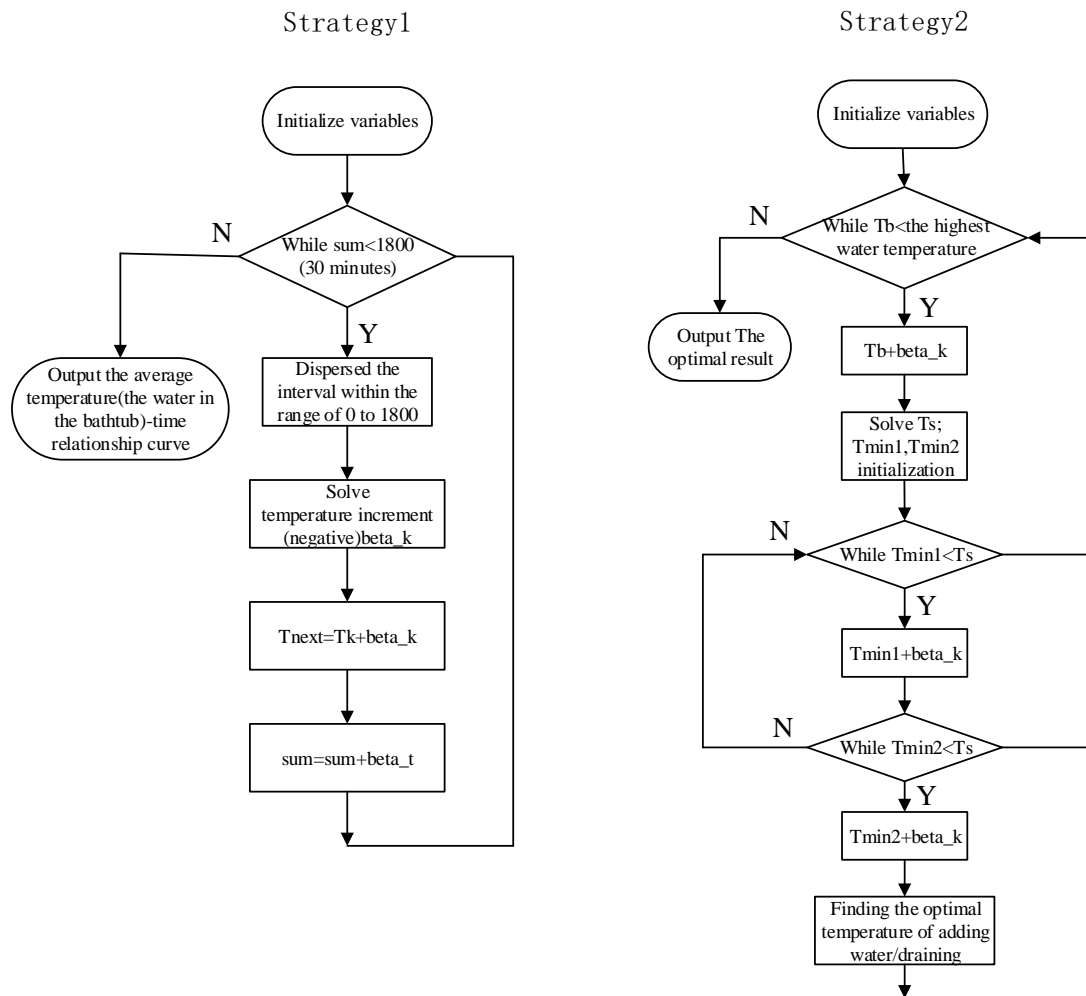 Strategy1
Initialize variables
N
While sum<1800
(30 minutes)
Y
Output the average
temperature(the water in
the bathtub)-time
relationship curve
Dispersed the
interval within the
range of 0 to 1800
Solve
temperature increment
(negative)beta_k
Tnext=Tk+beta_k
sum=sum+beta_t
Strategy2
Initialize variables
N
While Tb<the highest
water temperature
Y
Output The
optimal result
Tb+beta_k
Solve Ts;
Tmin1,Tmin2
initialization
N
While Tmin1<Ts
Y
Tmin1+beta_k
N
While Tmin2<Ts
Y
Tmin2+beta_k
Finding the optimal
temperature of adding
water/draining